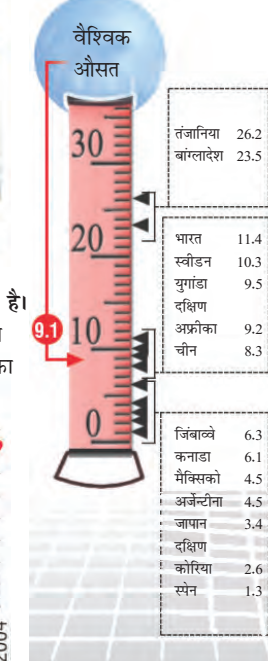 वैश्विक
औसत
30
20
10
0
9.1
है।
तंजानिया 26.2
बांग्लादेश 23.5
भारत 11.4
स्वीडन 10.3
युगांडा 9.5
दक्षिण
अफ्रीका 9.2
चीन 8.3
जिंबाव्वे 6.3
कनाडा 6.1
मैक्सिको 4.5
अर्जेन्टीना 4.5
जापान 3.4
दक्षिण
कोरिया 2.6
स्पेन 1.3
2004